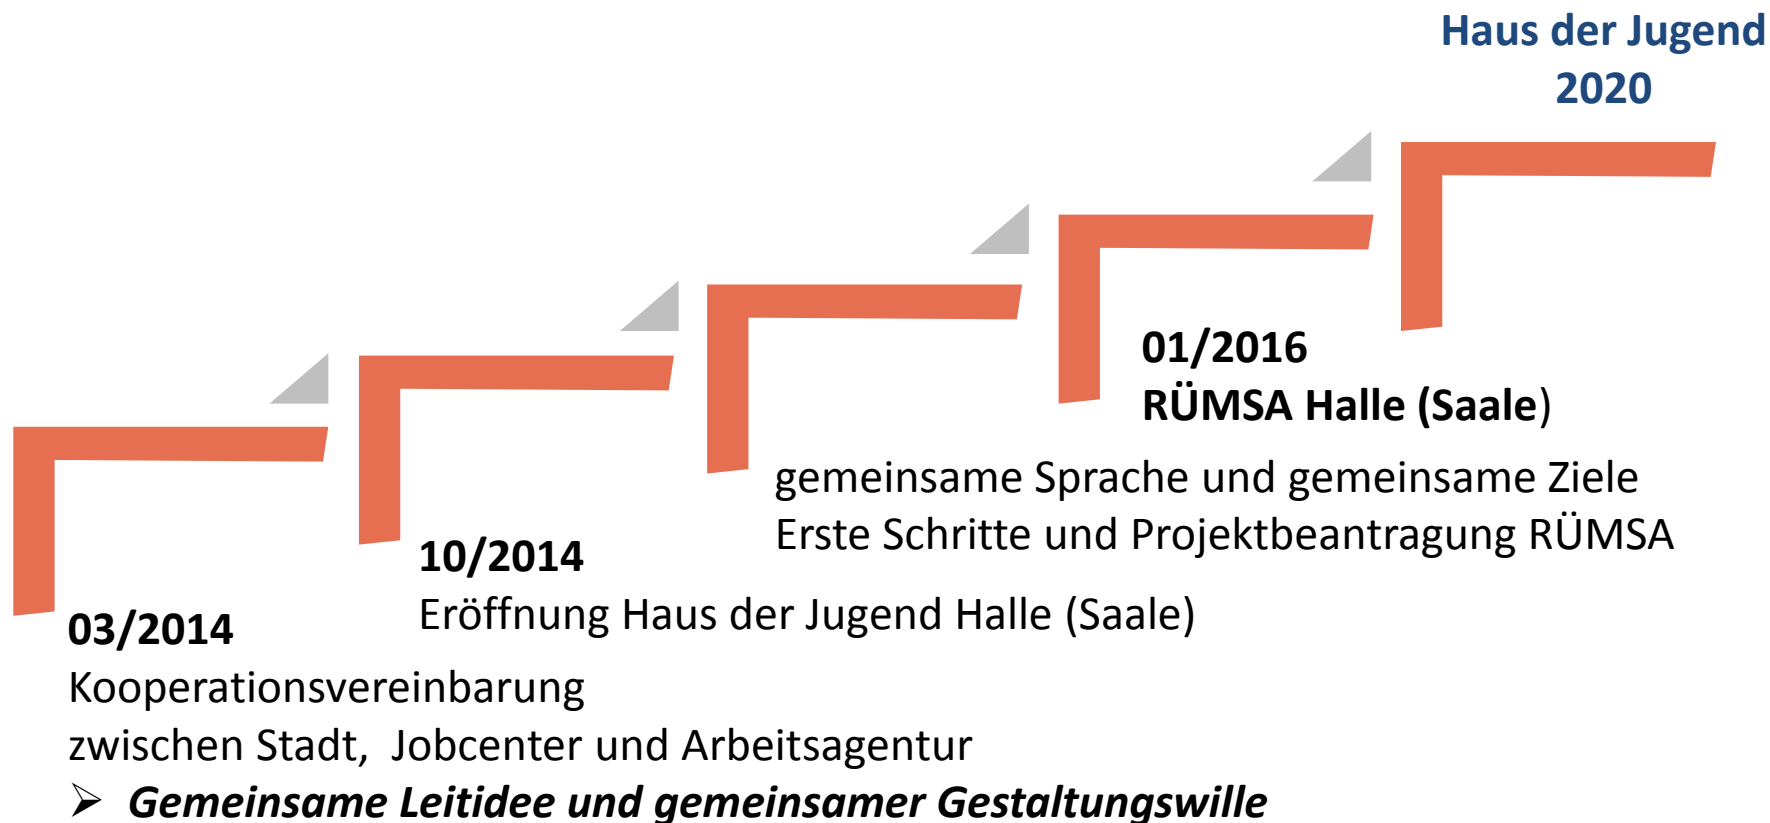 Haus der Jugend
2020
01/2016
RÜMSA Halle (Saale)
gemeinsame Sprache und gemeinsame Ziele
Erste Schritte und Projektbeantragung RÜMSA
10/2014
Eröffnung Haus der Jugend Halle (Saale)
03/2014
Kooperationsvereinbarung
zwischen Stadt, Jobcenter und Arbeitsagentur
➢ Gemeinsame Leitidee und gemeinsamer Gestaltungswille